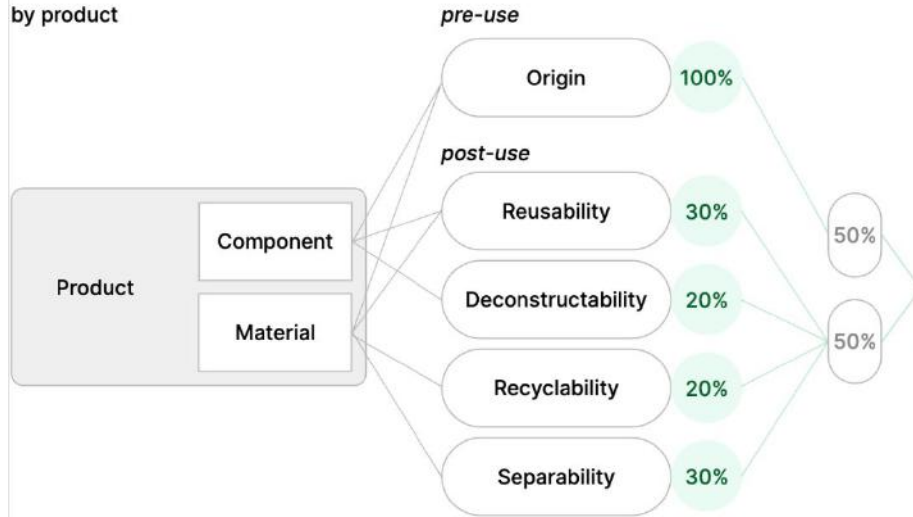 by product
pre-use
Origin
100%
post-use
Reusability
30%
50%
Component
Product
Deconstructability
20%
Material
50%
Recyclability
20%
Separability
30%